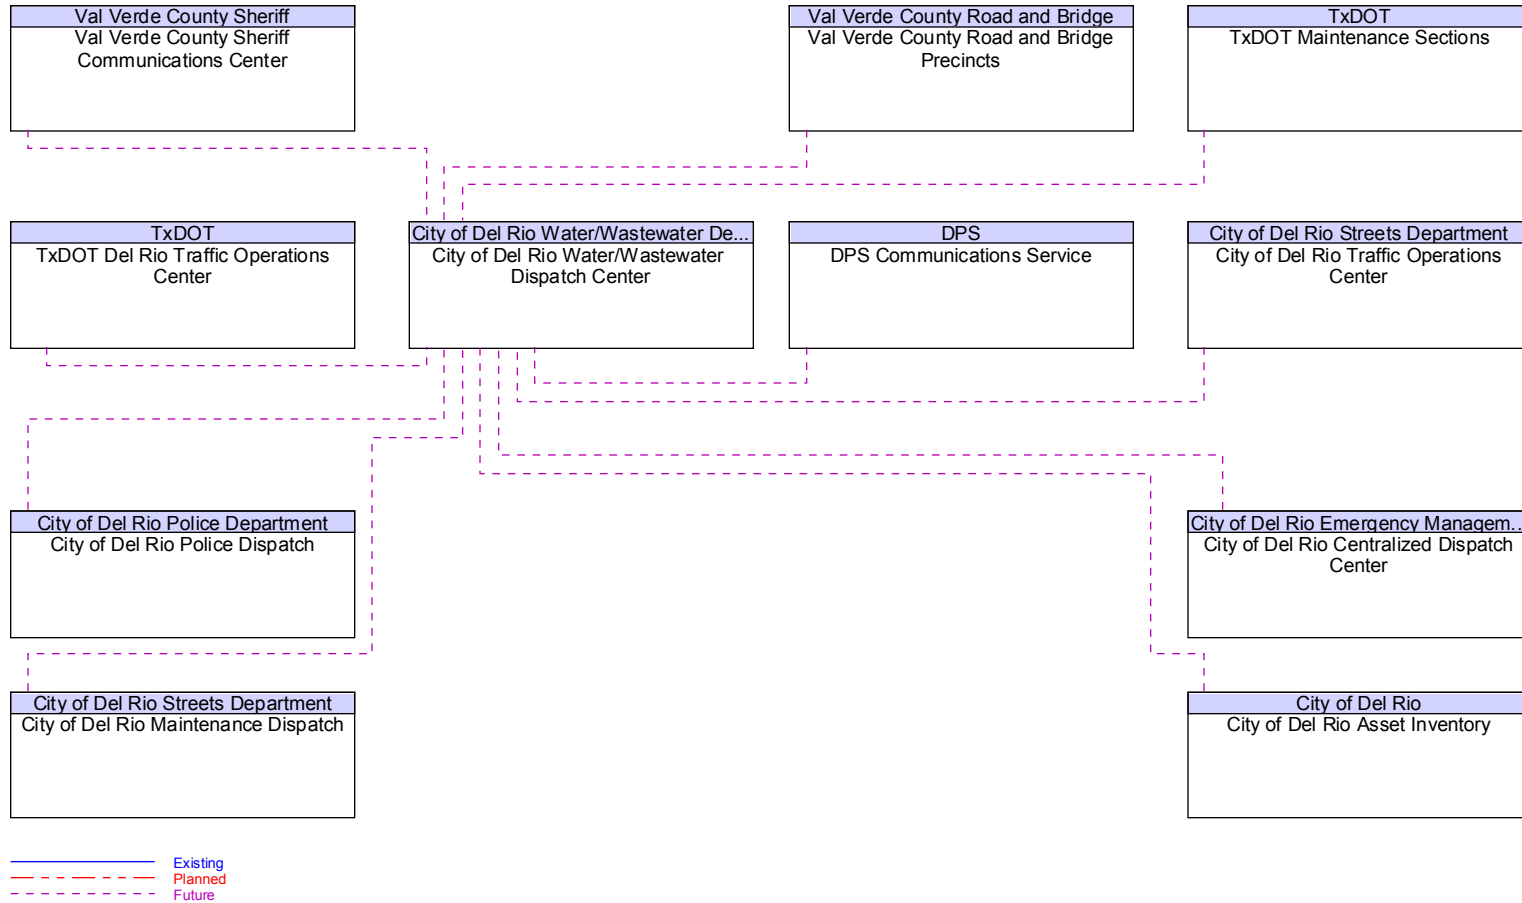 Val Verde County Sheriff
Val Verde County Sheriff
Communications Center
Val Verde County Road and Bridge
Val Verde County Road and Bridge
Precincts
TxDOT
TxDOT Maintenance Sections
TxDOT
TxDOT Del Rio Traffic Operations
Center
City of Del Rio Water/Wastewater De...
City of Del Rio Water/Wastewater
Dispatch Center
DPS
DPS Communications Service
City of Del Rio Streets Department
City of Del Rio Traffic Operations
Center
City of Del Rio Police Department
City of Del Rio Police Dispatch
City of Del Rio Emergency Managem...
City of Del Rio Centralized Dispatch
Center
City of Del Rio Streets Department
City of Del Rio Maintenance Dispatch
City of Del Rio
City of Del Rio Asset Inventory
Existing
Planned
Future